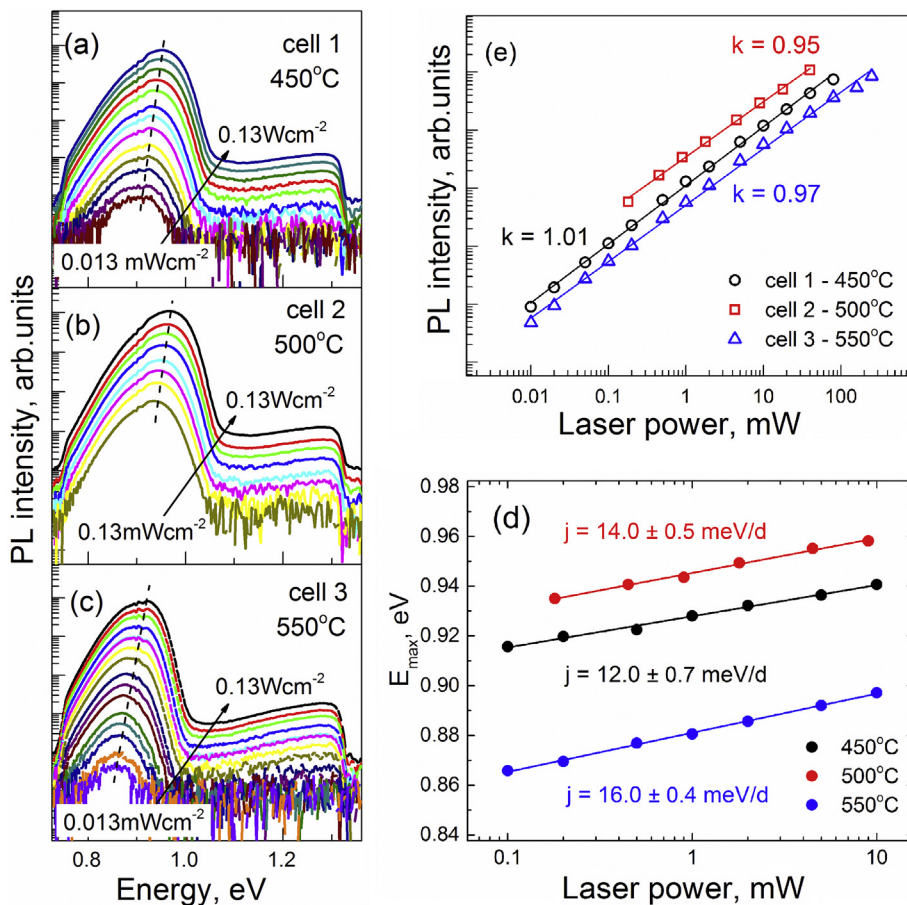 (a)
cell 1
450°C
0.13Wcm⁻²
0.013 mWcm⁻²
(b)
cell 2
500°C
0.13Wcm⁻²
0.13mWcm⁻²
(c)
cell 3
550°C
0.13Wcm⁻²
0.013mWcm⁻²
PL intensity, arb.units
0.8 1.0 1.2
Energy, eV
(e)
k = 0.95
k = 0.97
k = 1.01
cell 1 - 450°C
cell 2 - 500°C
cell 3 - 550°C
PL intensity, arb.units
0.01 0.1 1 10 100
Laser power, mW
(d)
j = 14.0 ± 0.5 meV/d
j = 12.0 ± 0.7 meV/d
j = 16.0 ± 0.4 meV/d
450°C
500°C
550°C
0.98
0.96
0.94
0.92
0.90
0.88
0.86
0.84
Emax, eV
0.1 1 10
Laser power, mW